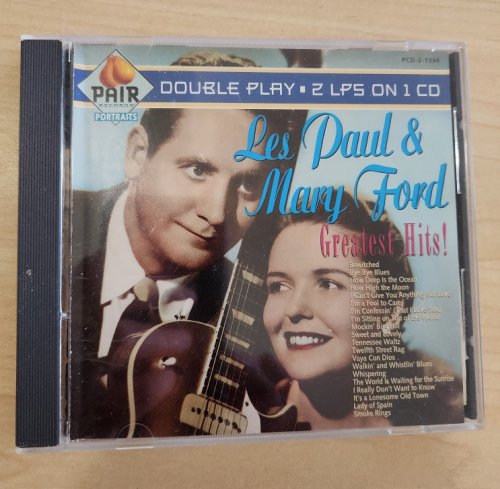 PCD-2-1334
PAIR
RECORDS
PORTRAITS
DOUBLE PLAY • 2 LPS ON 1 CD
Les Paul &
Mary Ford
Greatest Hits!
Bewitched
Bye Bye Blues
How Deep Is the Ocean
How High the Moon
I Can't Give You Anything But Love
I'm a Fool to Care
I'm Confessin' (That I Love You)
I'm Sitting on Top of the World
Mockin' Bird Hill
Sweet and Lovely
Tennessee Waltz
Twelfth Street Rag
Vaya Con Dios
Walkin' and Whistlin' Blues
Whispering
The World Is Waiting for the Sunrise
I Really Don't Want to Know
It's a Lonesome Old Town
Lady of Spain
Smoke Rings